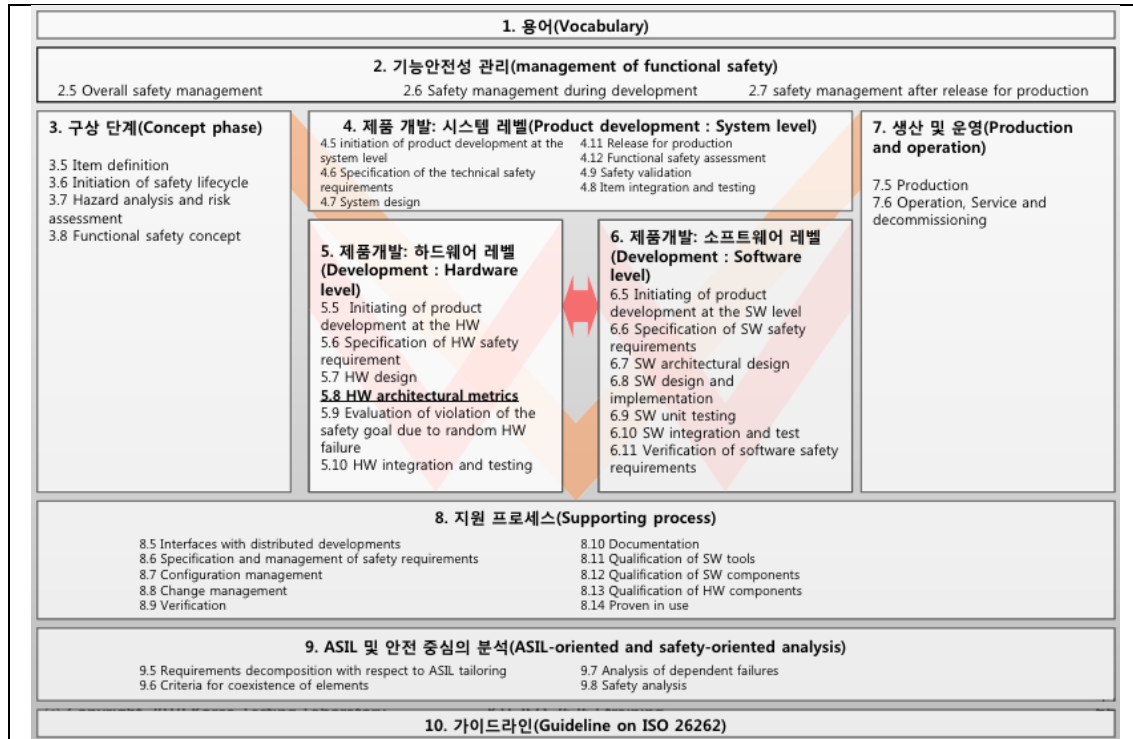 1. 용어(Vocabulary)
2. 기능안전성 관리(management of functional safety)
2.5 Overall safety management
2.6 Safety management during development
2.7 safety management after release for production
3. 구상 단계(Concept phase)
3.5 Item definition
3.6 Initiation of safety lifecycle
3.7 Hazard analysis and risk
assessment
3.8 Functional safety concept
4. 제품 개발: 시스템 레벨(Product development : System level)
4.5 initiation of product development at the
system level
4.6 Specification of the technical safety
requirements
4.7 System design
4.11 Release for production
4.12 Functional safety assessment
4.9 Safety validation
4.8 Item integration and testing
5. 제품개발: 하드웨어 레벨
(Development : Hardware
level)
5.5 Initiating of product
development at the HW
5.6 Specification of HW safety
requirement
5.7 HW design
5.8 HW architectural metrics
5.9 Evaluation of violation of the
safety goal due to random HW
failure
5.10 HW integration and testing
6. 제품개발: 소프트웨어 레벨
(Development : Software
level)
6.5 Initiating of product
development at the SW level
6.6 Specification of SW safety
requirements
6.7 SW architectural design
6.8 SW design and
implementation
6.9 SW unit testing
6.10 SW integration and test
6.11 Verification of software safety
requirements
7. 생산 및 운영(Production
and operation)
7.5 Production
7.6 Operation, Service and
decommissioning
8. 지원 프로세스(Supporting process)
8.5 Interfaces with distributed developments
8.6 Specification and management of safety requirements
8.7 Configuration management
8.8 Change management
8.9 Verification
8.10 Documentation
8.11 Qualification of SW tools
8.12 Qualification of SW components
8.13 Qualification of HW components
8.14 Proven in use
9. ASIL 및 안전 중심의 분석(ASIL-oriented and safety-oriented analysis)
9.5 Requirements decomposition with respect to ASIL tailoring
9.6 Criteria for coexistence of elements
9.7 Analysis of dependent failures
9.8 Safety analysis
10. 가이드라인(Guideline on ISO 26262)